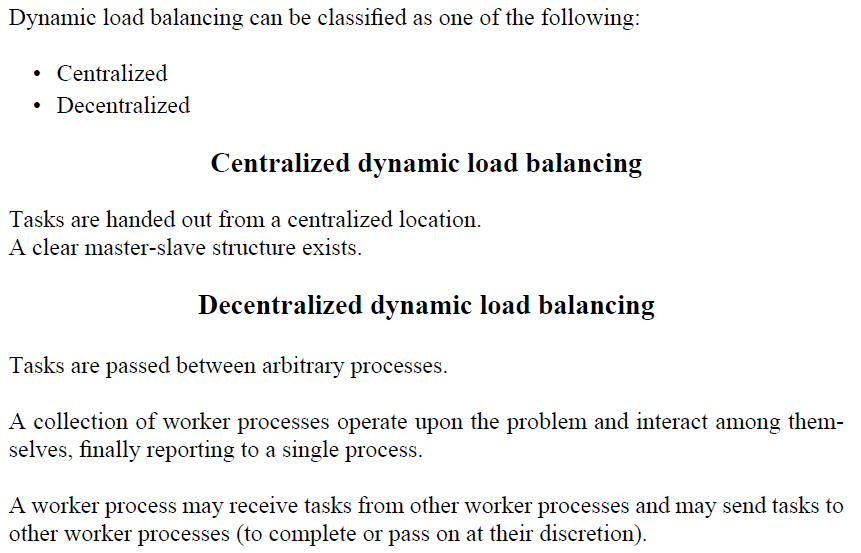 Dynamic load balancing can be classified as one of the following:
• Centralized
• Decentralized
Centralized dynamic load balancing
Tasks are handed out from a centralized location.
A clear master-slave structure exists.
Decentralized dynamic load balancing
Tasks are passed between arbitrary processes.
A collection of worker processes operate upon the problem and interact among them-
selves, finally reporting to a single process.
A worker process may receive tasks from other worker processes and may send tasks to
other worker processes (to complete or pass on at their discretion).